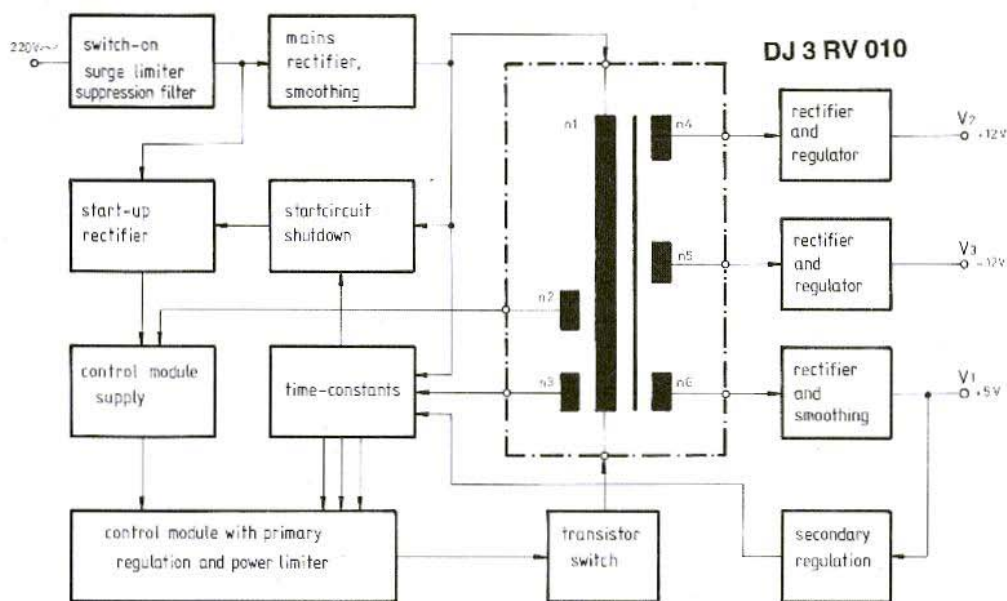 DJ 3 RV 010
220V~
switch-on
surge limiter
suppression filter
mains
rectifier,
smoothing
n1
n4
rectifier
and
regulator
V2
+12V
start-up
rectifier
startcircuit
shutdown
n5
rectifier
and
regulator
V3
-12V
n2
control module
supply
time-constants
n3
n6
rectifier
and
smoothing
V1
+5V
control module with primary
regulation and power limiter
transistor
switch
secondary
regulation